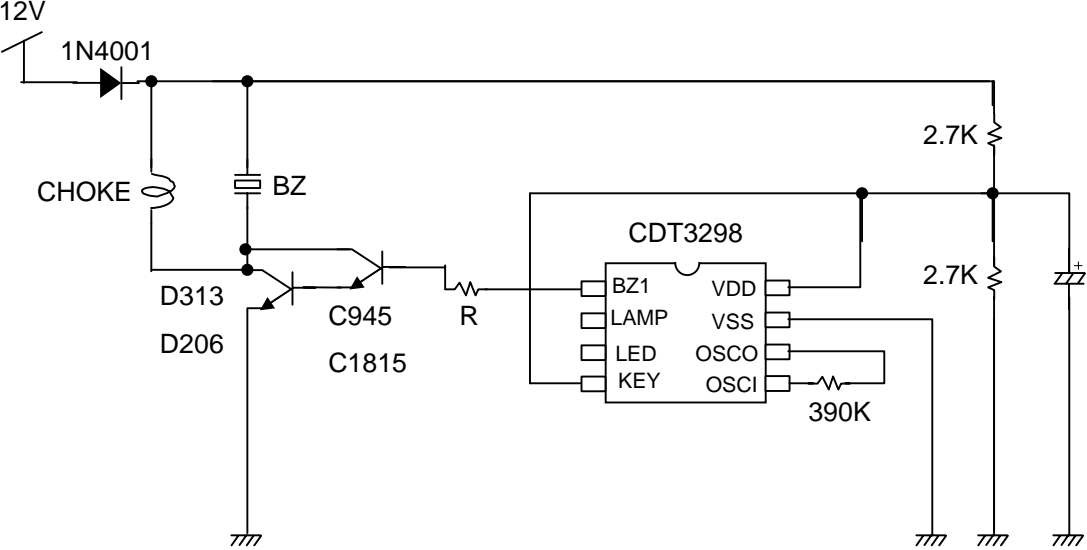 12V
1N4001
2.7K
CHOKE
BZ
CDT3298
D313
D206
C945
C1815
R
BZ1
LAMP
LED
KEY
VDD
VSS
OSCO
OSCI
2.7K
+
390K